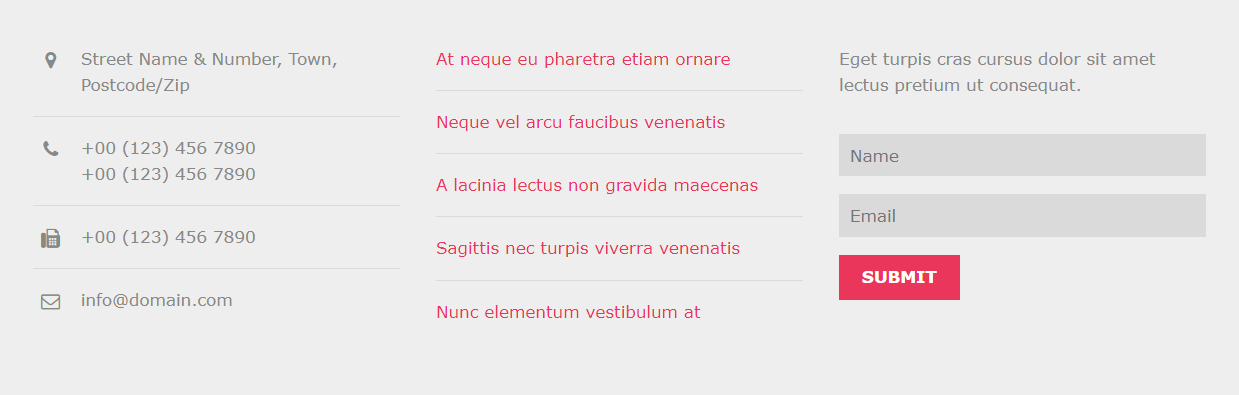 Street Name & Number, Town,
Postcode/Zip
+00 (123) 456 7890
+00 (123) 456 7890
+00 (123) 456 7890
info@domain.com
At neque eu pharetra etiam ornare
Neque vel arcu faucibus venenatis
A lacinia lectus non gravida maecenas
Sagittis nec turpis viverra venenatis
Nunc elementum vestibulum at
Eget turpis cras cursus dolor sit amet
lectus pretium ut consequat.
Name
Email
SUBMIT